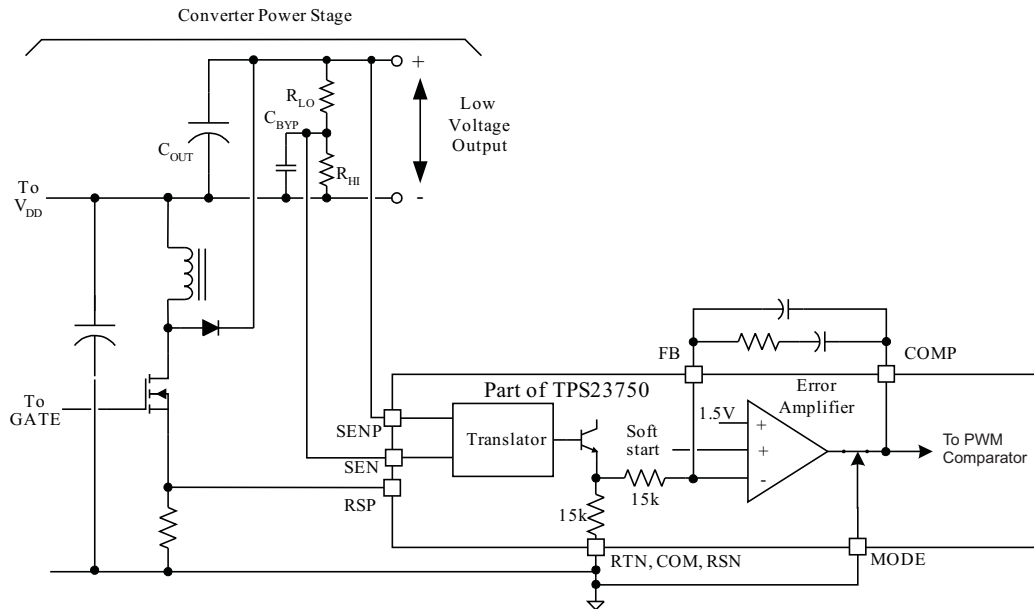 Converter Power Stage
+
R_LO
C_BYP
Low
Voltage
Output
C_OUT
R_HI
To
V_DD
-
FB
COMP
To
GATE
Part of TPS23750
Error
Amplifier
SENP
Translator
Soft
start
1.5V
+
+
-
To PWM
Comparator
SEN
RSP
15k
15k
RTN, COM, RSN
MODE